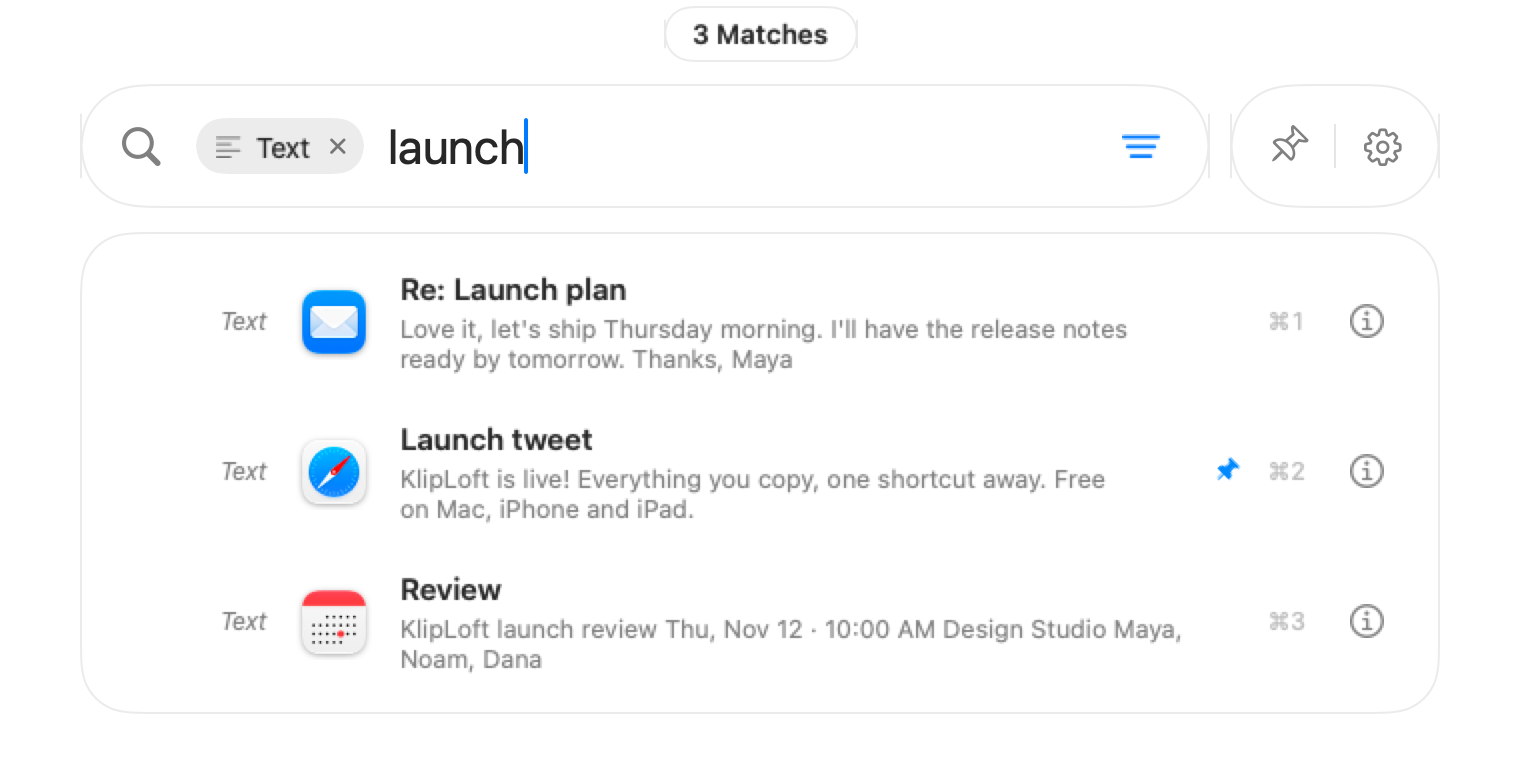 3 Matches
Text
launch
Text
Re: Launch plan
Love it, let's ship Thursday morning. I'll have the release notes
ready by tomorrow. Thanks, Maya
⌘1
Text
Launch tweet
KlipLoft is live! Everything you copy, one shortcut away. Free
on Mac, iPhone and iPad.
⌘2
Text
Review
KlipLoft launch review Thu, Nov 12 · 10:00 AM Design Studio Maya,
Noam, Dana
⌘3